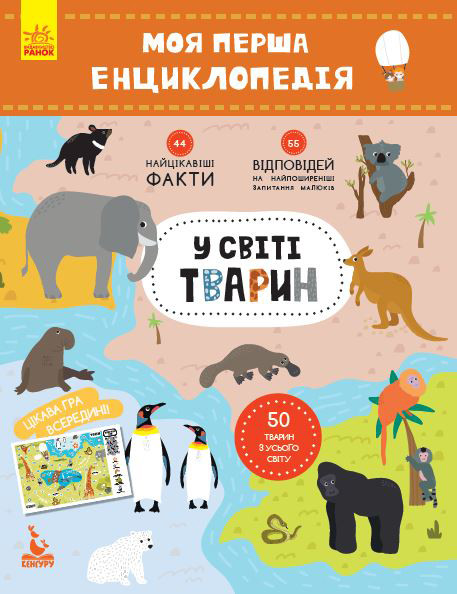 ВИДАВНИЦТВО
РАНОК
МОЯ ПЕРША
ЕНЦИКЛОПЕДІЯ
44
НАЙЦІКАВІШІ
ФАКТИ
55
ВІДПОВІДЕЙ
НА НАЙПОШИРЕНІШІ
ЗАПИТАННЯ МАЛЮКІВ
У СВІТІ
ТВАРИН
ЦІКАВА ГРА
ВСЕРЕДИНІ!
50
ТВАРИН
З УСЬОГО
СВІТУ
КЕНГУРУ